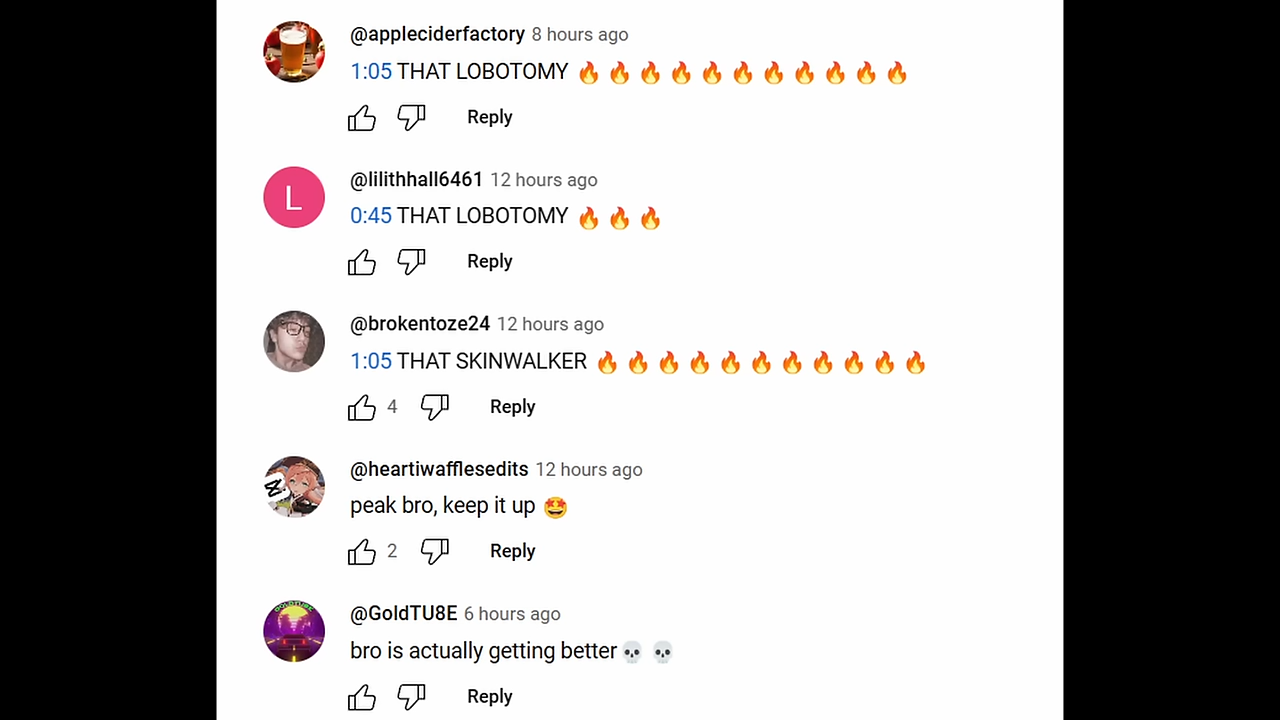 @appleciderfactory 8 hours ago
1:05 THAT LOBOTOMY 🔥🔥🔥🔥🔥🔥🔥🔥🔥🔥🔥
Reply
L
@lilithhall6461 12 hours ago
0:45 THAT LOBOTOMY 🔥🔥🔥
Reply
@brokentoze24 12 hours ago
1:05 THAT SKINWALKER 🔥🔥🔥🔥🔥🔥🔥🔥🔥🔥🔥
4 Reply
@heartiwafflesedits 12 hours ago
peak bro, keep it up 🤩
2 Reply
@GoldTU8E 6 hours ago
bro is actually getting better💀💀
Reply